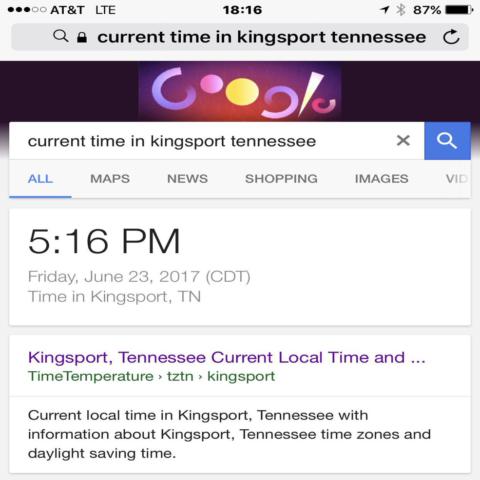 AT&T LTE 18:16 87%
current time in kingsport tennessee
Google
current time in kingsport tennessee
ALL MAPS NEWS SHOPPING IMAGES VID
5:16 PM
Friday, June 23, 2017 (CDT)
Time in Kingsport, TN
Kingsport, Tennessee Current Local Time and ...
TimeTemperature › tztn › kingsport
Current local time in Kingsport, Tennessee with
information about Kingsport, Tennessee time zones and
daylight saving time.